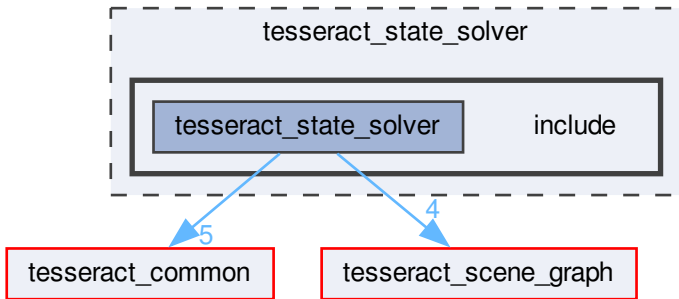 tesseract_state_solver
tesseract_state_solver
include
5
4
tesseract_common
tesseract_scene_graph